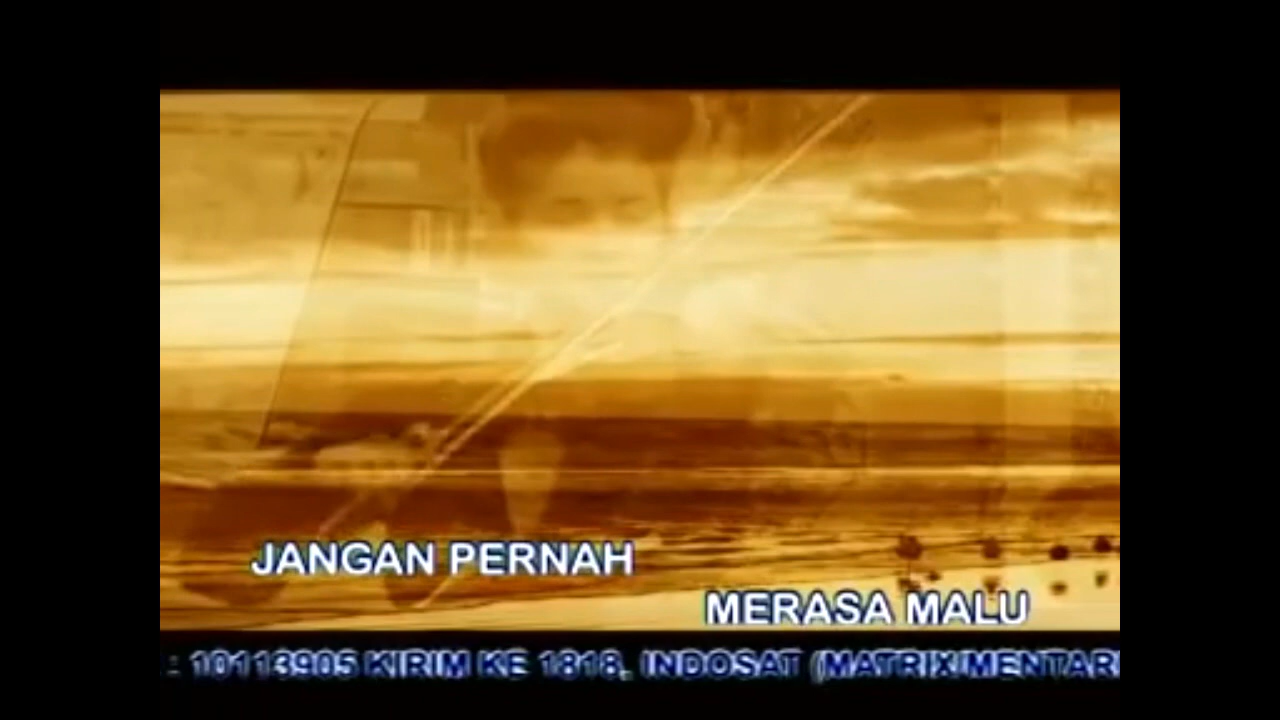 JANGAN PERNAH
MERASA MALU
: 10113905 KIRIM KE 1818, INDOSAT (MATRIX/MENTARI